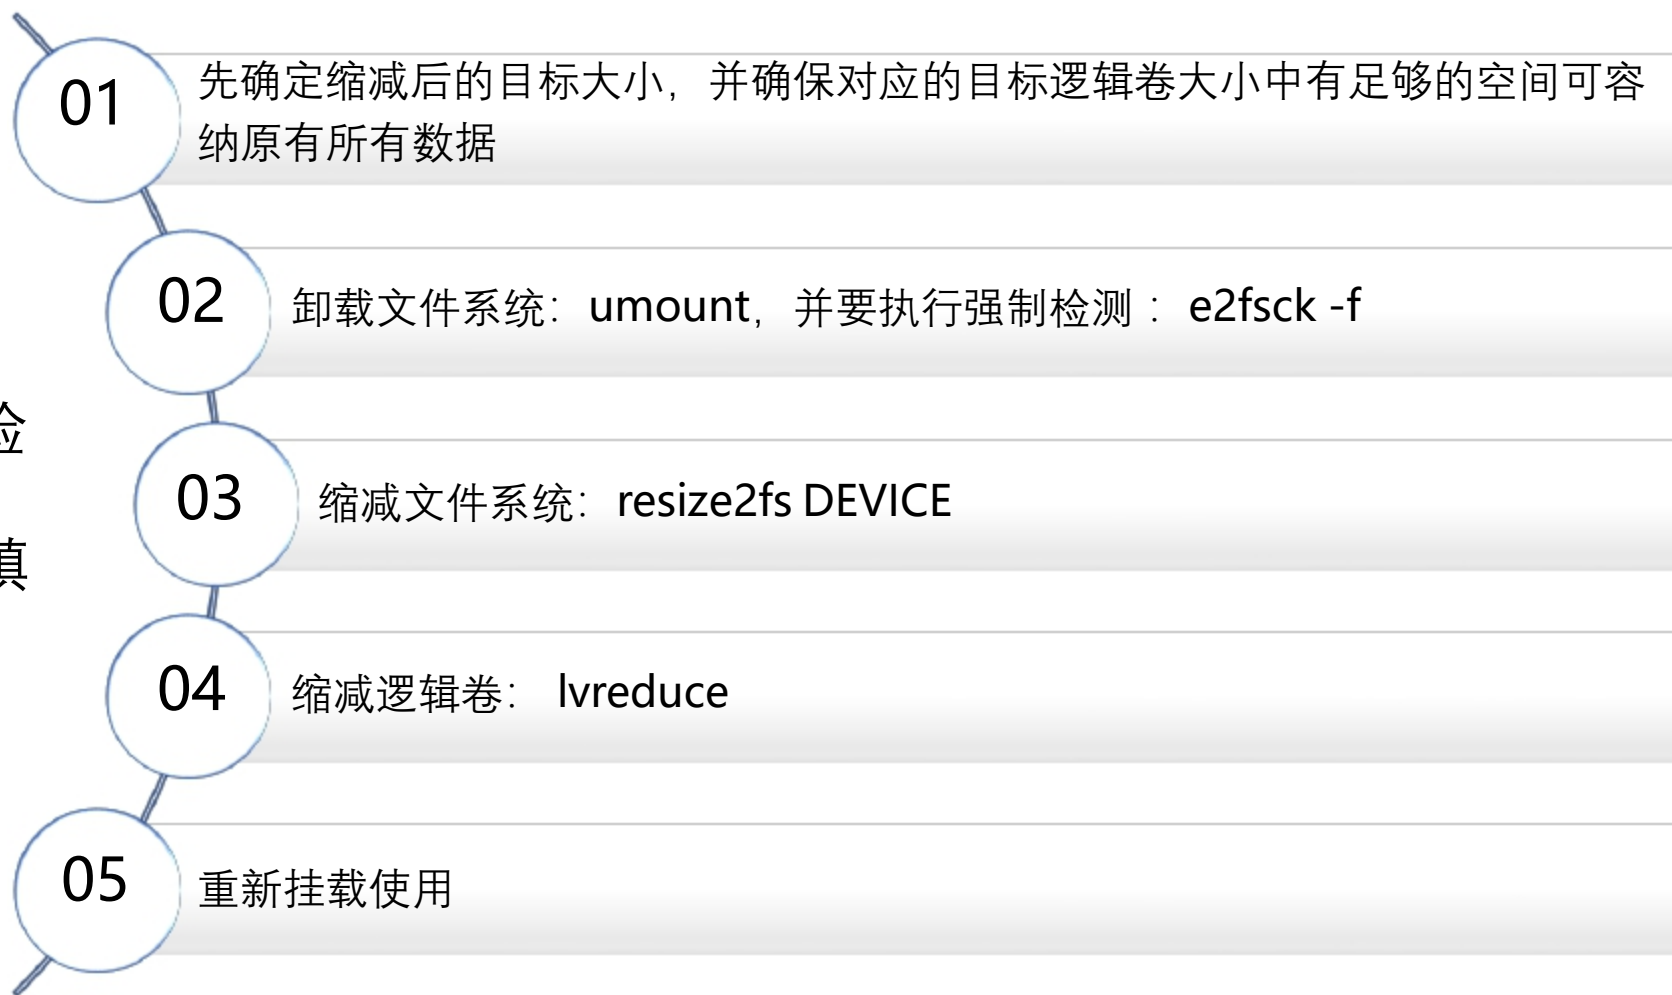 01
先确定缩减后的目标大小，并确保对应的目标逻辑卷大小中有足够的空间可容
纳原有所有数据
02
卸载文件系统：umount，并要执行强制检测：e2fsck -f
03
缩减文件系统：resize2fs DEVICE
04
缩减逻辑卷： lvreduce
05
重新挂载使用